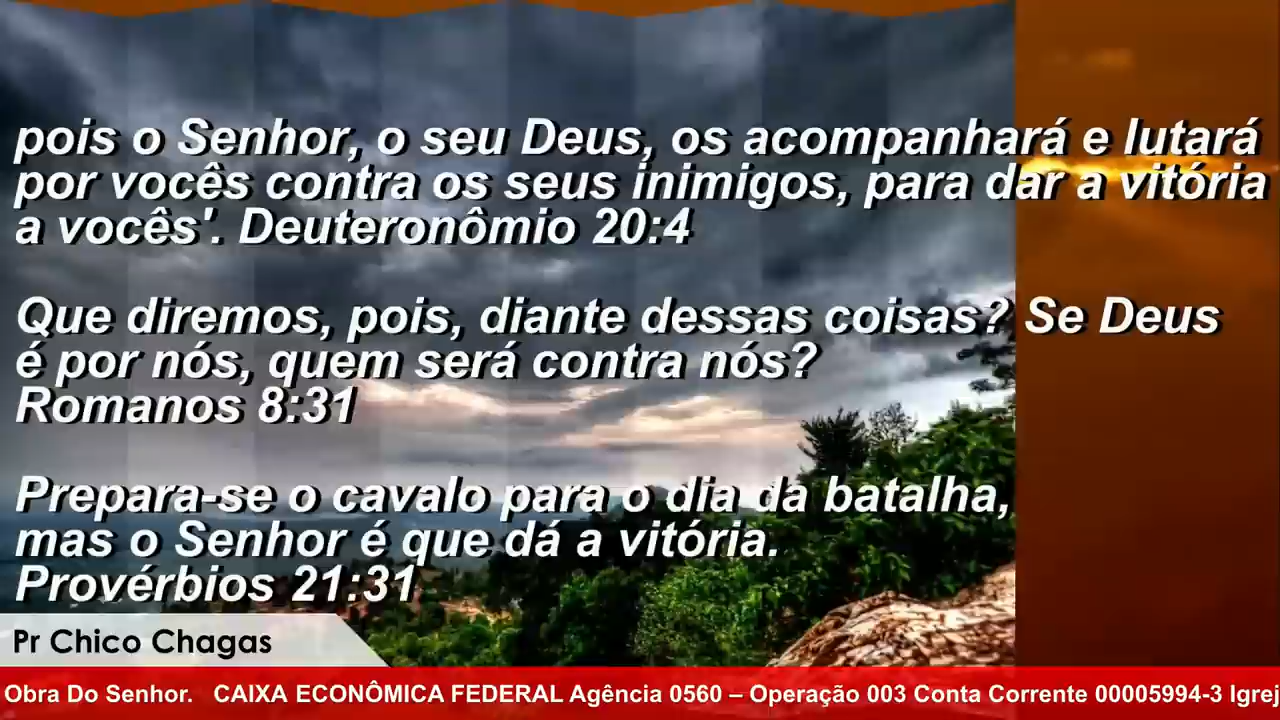 pois o Senhor, o seu Deus, os acompanhará e lutará
por vocês contra os seus inimigos, para dar a vitória
a vocês'. Deuteronômio 20:4
Que diremos, pois, diante dessas coisas? Se Deus
é por nós, quem será contra nós?
Romanos 8:31
Prepara-se o cavalo para o dia da batalha,
mas o Senhor é que dá a vitória.
Provérbios 21:31
Pr Chico Chagas
Obra Do Senhor. CAIXA ECONÔMICA FEDERAL Agência 0560 – Operação 003 Conta Corrente 00005994-3 Igrej